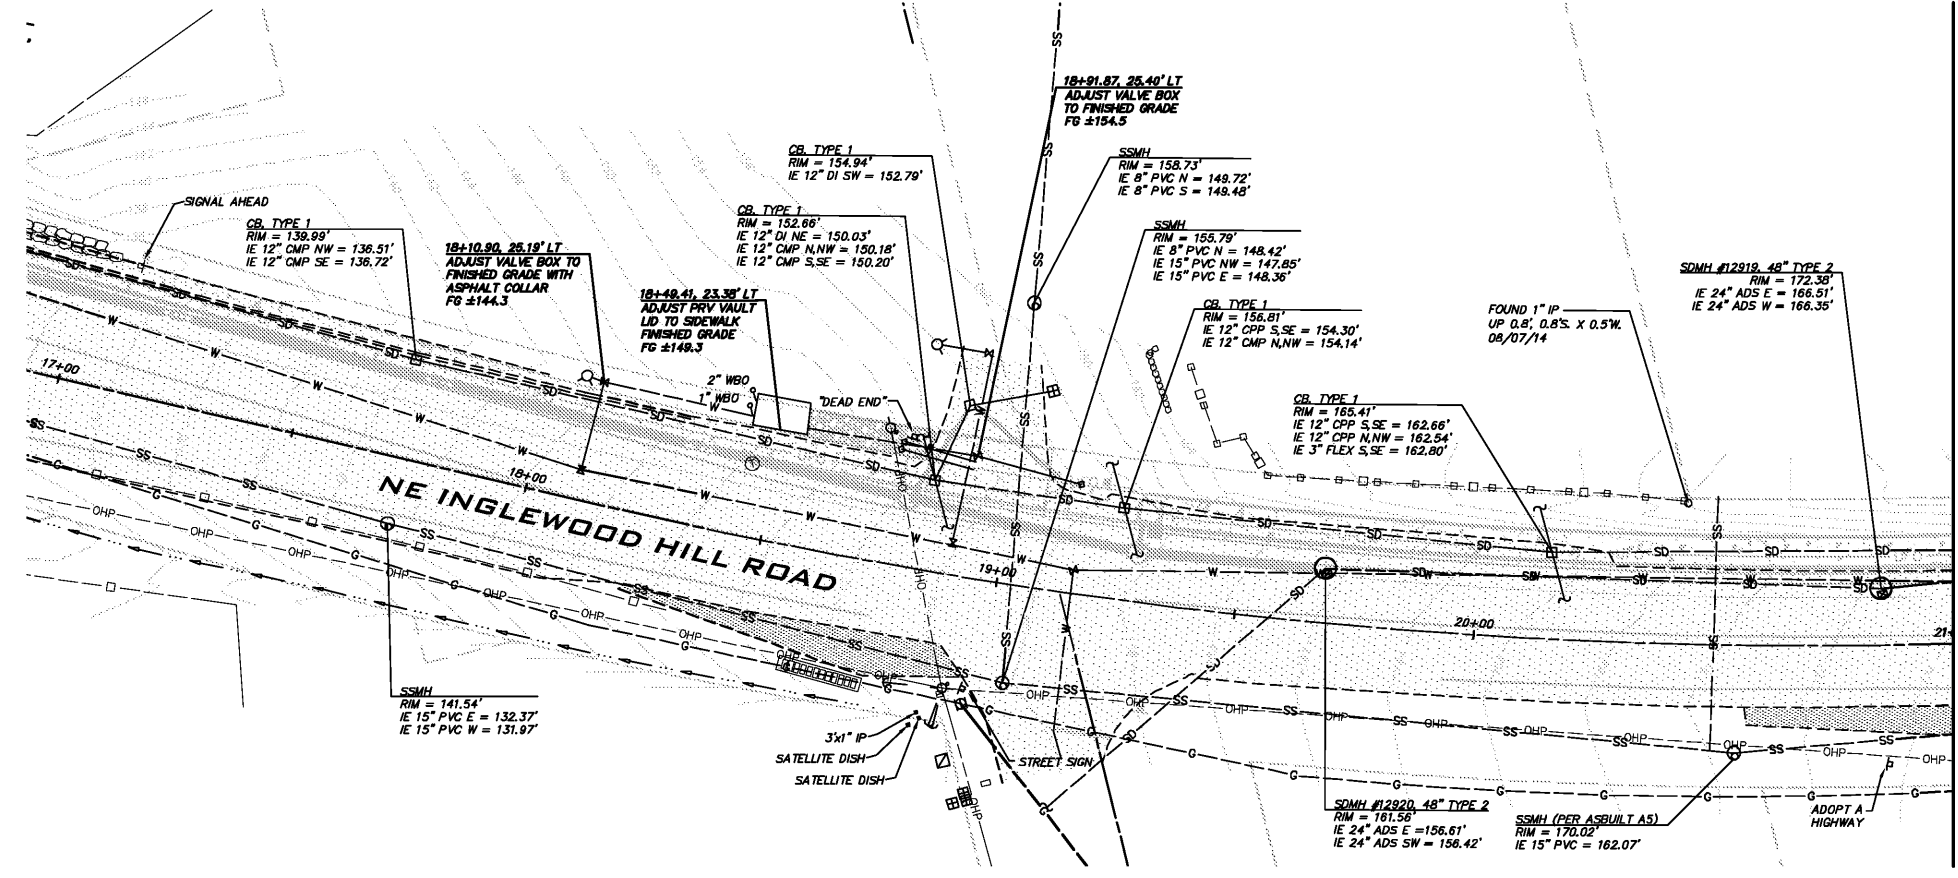 18+91.87, 25.40' LT
ADJUST VALVE BOX
TO FINISHED GRADE
FG ±154.5
CB, TYPE 1
RIM = 154.94'
IE 12" DI SW = 152.79'
SSMH
RIM = 158.73'
IE 8" PVC N = 149.72'
IE 8" PVC S = 149.48'
SIGNAL AHEAD
CB, TYPE 1
RIM = 139.99'
IE 12" CMP NW = 136.51'
IE 12" CMP SE = 136.72'
18+10.90, 25.19' LT
ADJUST VALVE BOX TO
FINISHED GRADE WITH
ASPHALT COLLAR
FG ±144.3
CB, TYPE 1
RIM = 152.66'
IE 12" DI NE = 150.03'
IE 12" CMP N,NW = 150.18'
IE 12" CMP S,SE = 150.20'
18+49.41, 23.38' LT
ADJUST PRV VAULT
LID TO SIDEWALK
FINISHED GRADE
FG ±149.3
SSMH
RIM = 155.79'
IE 8" PVC N = 148.42'
IE 15" PVC NW = 147.85'
IE 15" PVC E = 148.36'
CB, TYPE 1
RIM = 156.81'
IE 12" CPP S,SE = 154.30'
IE 12" CMP N,NW = 154.14'
FOUND 1" IP
UP 0.8', 0.8'S. X 0.5'W.
08/07/14
SDMH #12919, 48" TYPE 2
RIM = 172.38'
IE 24" ADS E = 166.51'
IE 24" ADS W = 166.35'
2" WBO
1" WBO
"DEAD END"
CB, TYPE 1
RIM = 165.41'
IE 12" CPP S,SE = 162.66'
IE 12" CPP N,NW = 162.54'
IE 3" FLEX S,SE = 162.80'
17+00
18+00
19+00
20+00
21+
NE INGLEWOOD HILL ROAD
SSMH
RIM = 141.54'
IE 15" PVC E = 132.37'
IE 15" PVC W = 131.97'
3'x1" IP
SATELLITE DISH
SATELLITE DISH
STREET SIGN
SDMH #12920, 48" TYPE 2
RIM = 161.56'
IE 24" ADS E =156.61'
IE 24" ADS SW = 156.42'
SSMH (PER ASBUILT A5)
RIM = 170.02'
IE 15" PVC = 162.07'
ADOPT A
HIGHWAY